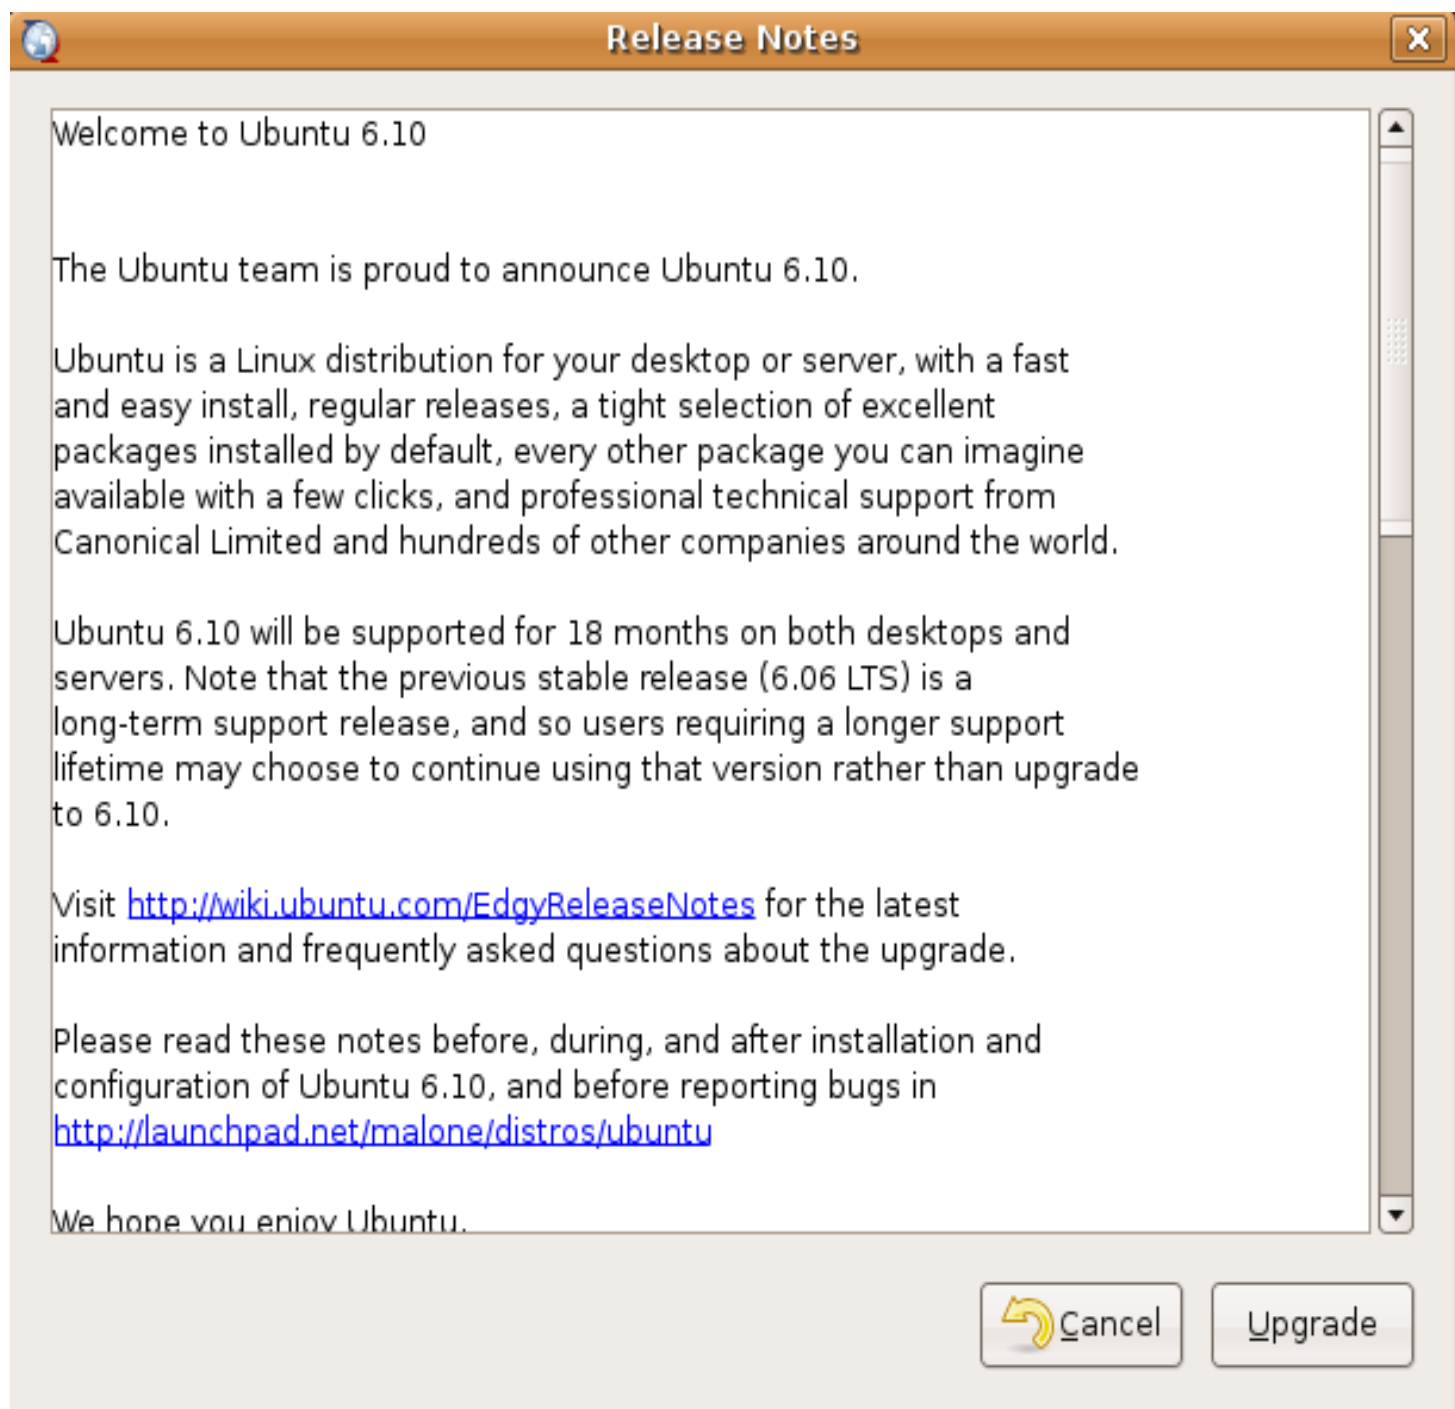 Release Notes
Welcome to Ubuntu 6.10
The Ubuntu team is proud to announce Ubuntu 6.10.
Ubuntu is a Linux distribution for your desktop or server, with a fast
and easy install, regular releases, a tight selection of excellent
packages installed by default, every other package you can imagine
available with a few clicks, and professional technical support from
Canonical Limited and hundreds of other companies around the world.
Ubuntu 6.10 will be supported for 18 months on both desktops and
servers. Note that the previous stable release (6.06 LTS) is a
long-term support release, and so users requiring a longer support
lifetime may choose to continue using that version rather than upgrade
to 6.10.
Visit http://wiki.ubuntu.com/EdgyReleaseNotes for the latest
information and frequently asked questions about the upgrade.
Please read these notes before, during, and after installation and
configuration of Ubuntu 6.10, and before reporting bugs in
http://launchpad.net/malone/distros/ubuntu
We hope you enjoy Ubuntu.
Cancel
Upgrade